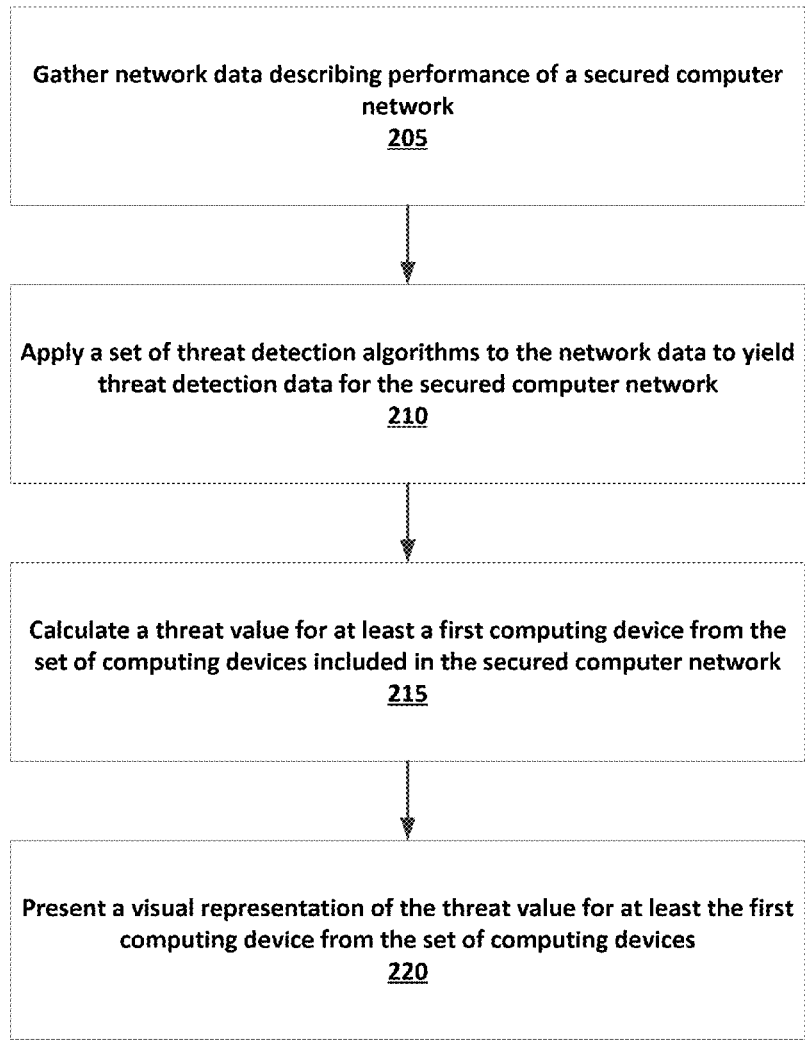 Gather network data describing performance of a secured computer
network
205
Apply a set of threat detection algorithms to the network data to yield
threat detection data for the secured computer network
210
Calculate a threat value for at least a first computing device from the
set of computing devices included in the secured computer network
215
Present a visual representation of the threat value for at least the first
computing device from the set of computing devices
220